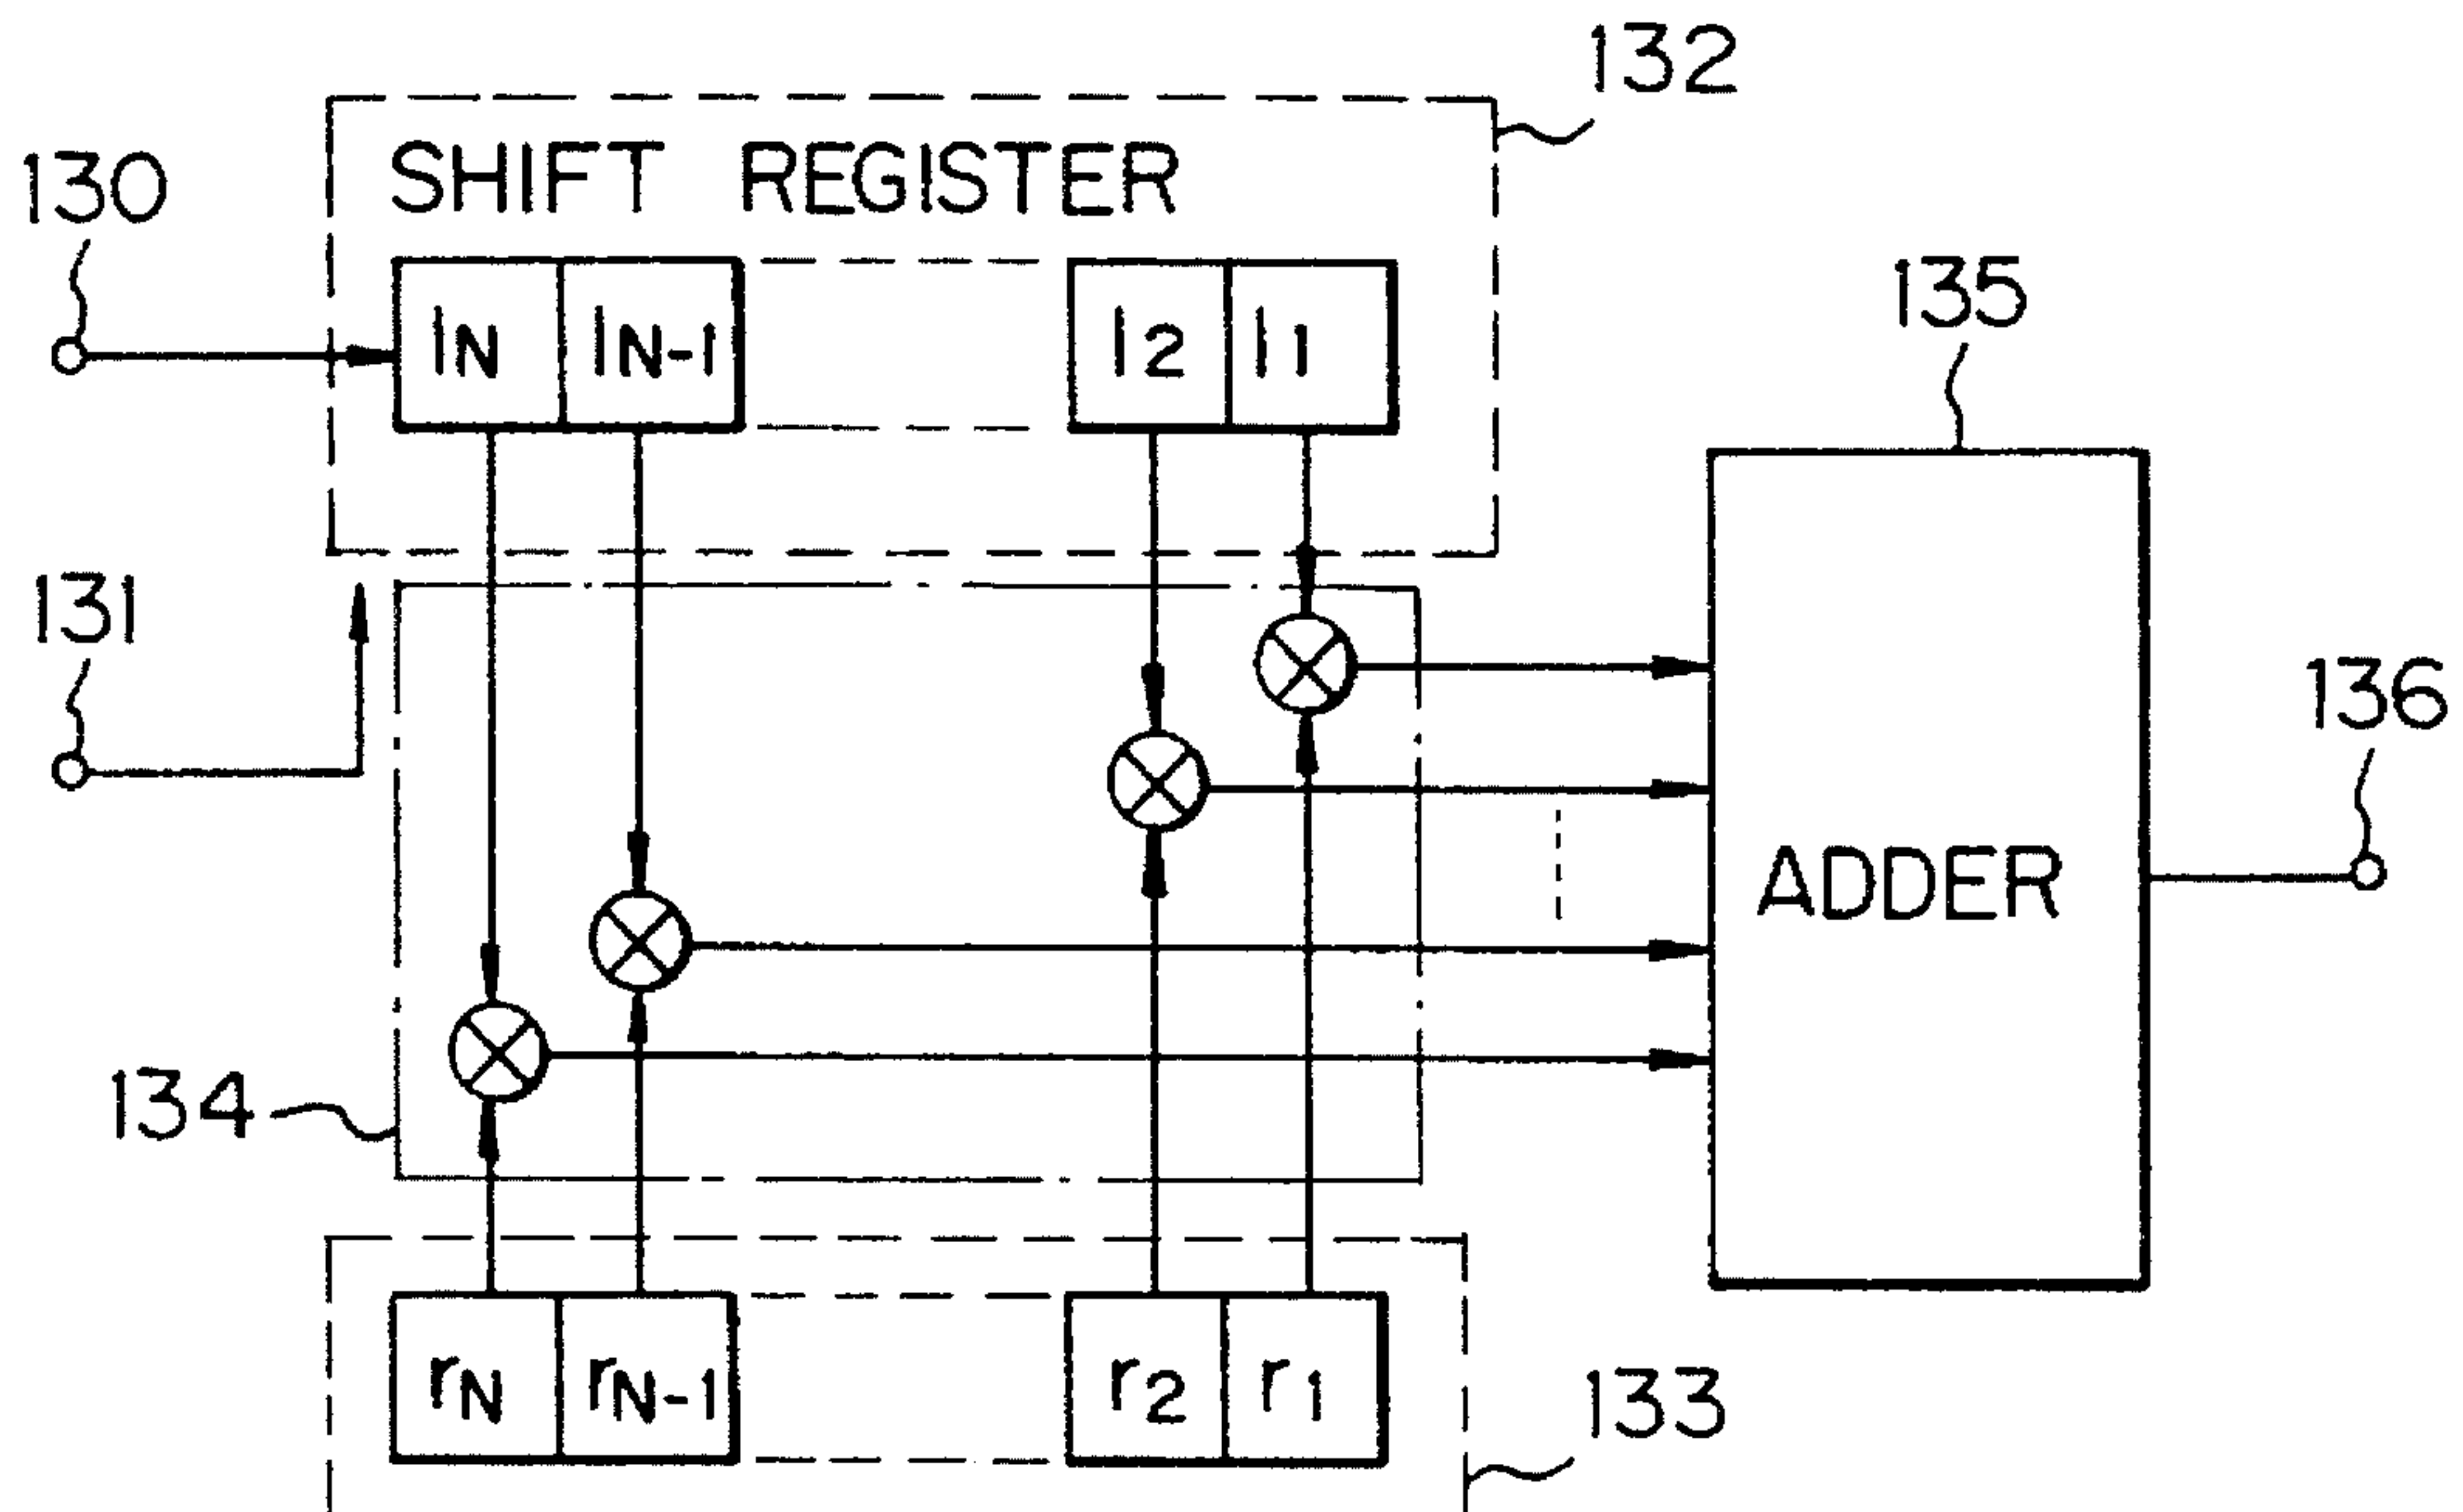 132
130
SHIFT REGISTER
IN IN-1 I2 I1
135
131
136
ADDER
134
rN rN-1 r2 r1
133